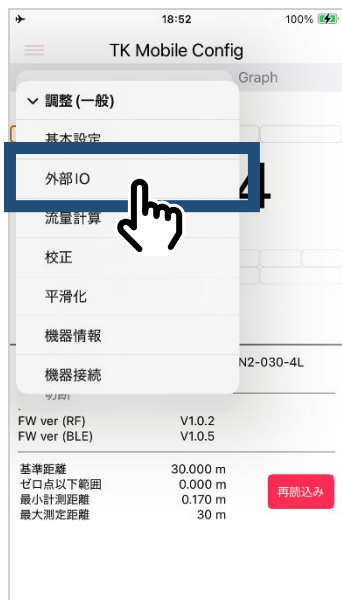 18:52
100%
TK Mobile Config
Graph
調整 (一般)
基本設定
外部IO
4
流量計算
校正
平滑化
機器情報
N2-030-4L
機器接続
切断
FW ver (RF) V1.0.2
FW ver (BLE) V1.0.5
基準距離 30.000 m
ゼロ点以下範囲 0.000 m
再読込み
最小計測距離 0.170 m
最大測定距離 30 m